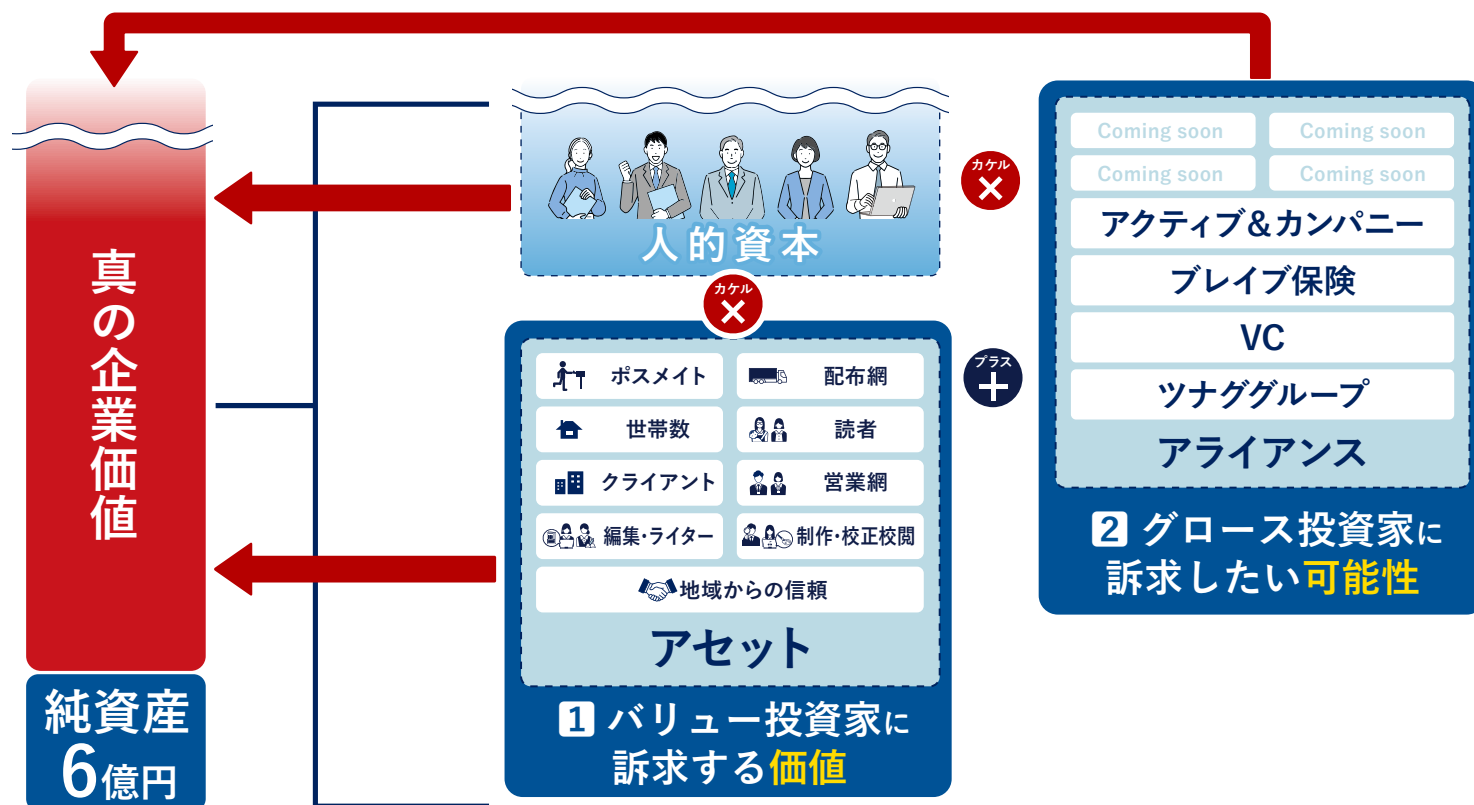 真の企業価値
純資産
6億円
人的資本
カケル
×
カケル
×
ポスメイト
配布網
世帯数
読者
クライアント
営業網
編集・ライター
制作・校正校閲
地域からの信頼
アセット
1 バリュー投資家に
訴求する価値
プラス
+
Coming soon
Coming soon
Coming soon
Coming soon
アクティブ&カンパニー
ブレイブ保険
VC
ツナググループ
アライアンス
2 グロース投資家に
訴求したい可能性